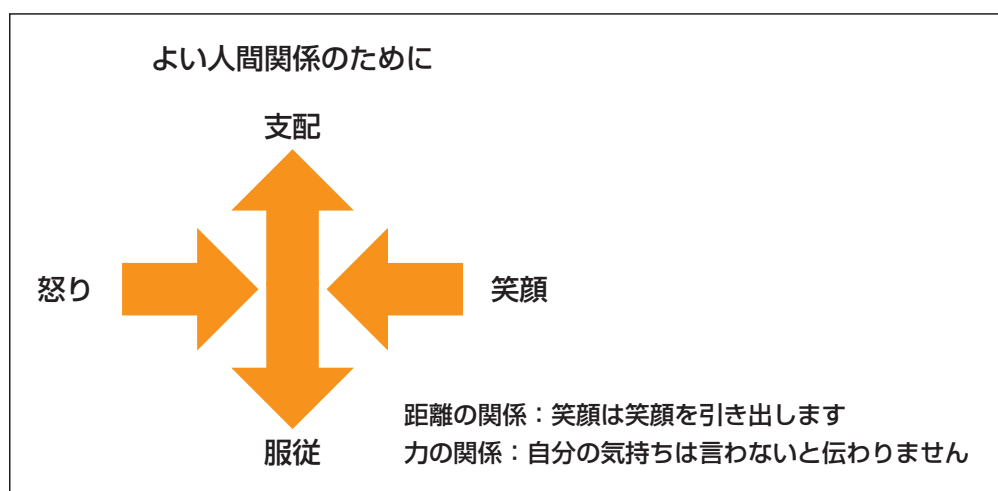 よい人間関係のために
支配
怒り
笑顔
服従
距離の関係：笑顔は笑顔を引き出します
力の関係：自分の気持ちは言わないと伝わりません